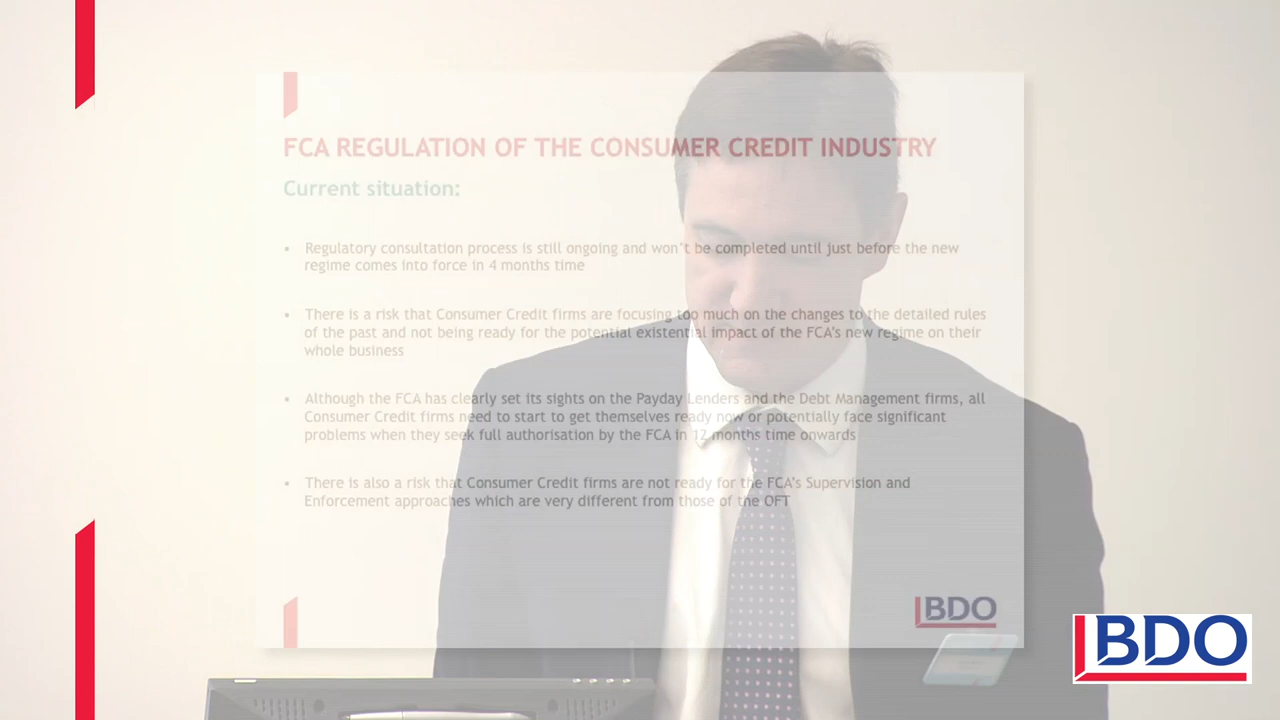 FCA REGULATION OF THE CONSUMER CREDIT INDUSTRY
Current situation:
• Regulatory consultation process is still ongoing and won't be completed until just before the new
regime comes into force in 4 months time
• There is a risk that Consumer Credit firms are focusing too much on the changes to the detailed rules
of the past and not being ready for the potential existential impact of the FCA's new regime on their
whole business
• Although the FCA has clearly set its sights on the Payday Lenders and the Debt Management firms, all
Consumer Credit firms need to start to get themselves ready now or potentially face significant
problems when they seek full authorisation by the FCA in 12 months time onwards
• There is also a risk that Consumer Credit firms are not ready for the FCA's Supervision and
Enforcement approaches which are very different from those of the OFT
BDO
BDO